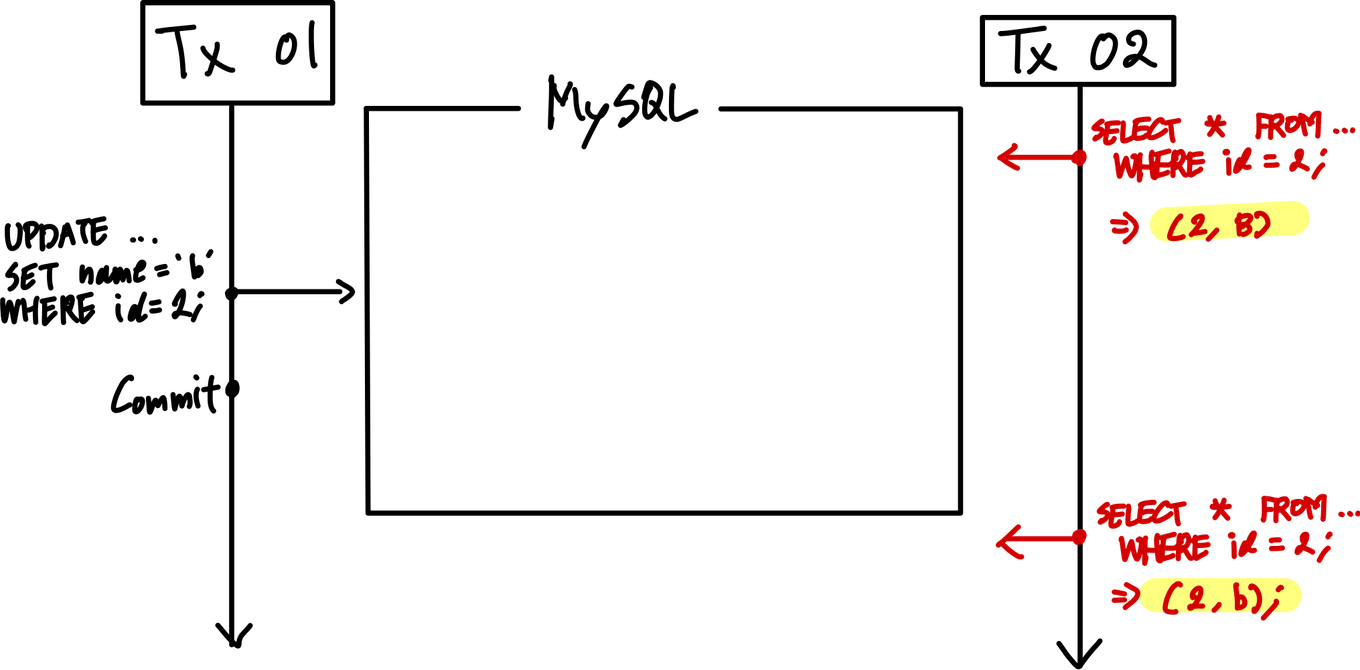 Tx 01
MySQL
Tx 02
SELECT * FROM ...
WHERE id = 2;
=> (2, B)
UPDATE ...
SET name = 'b'
WHERE id = 2;
Commit
SELECT * FROM ...
WHERE id = 2;
=> (2, b);